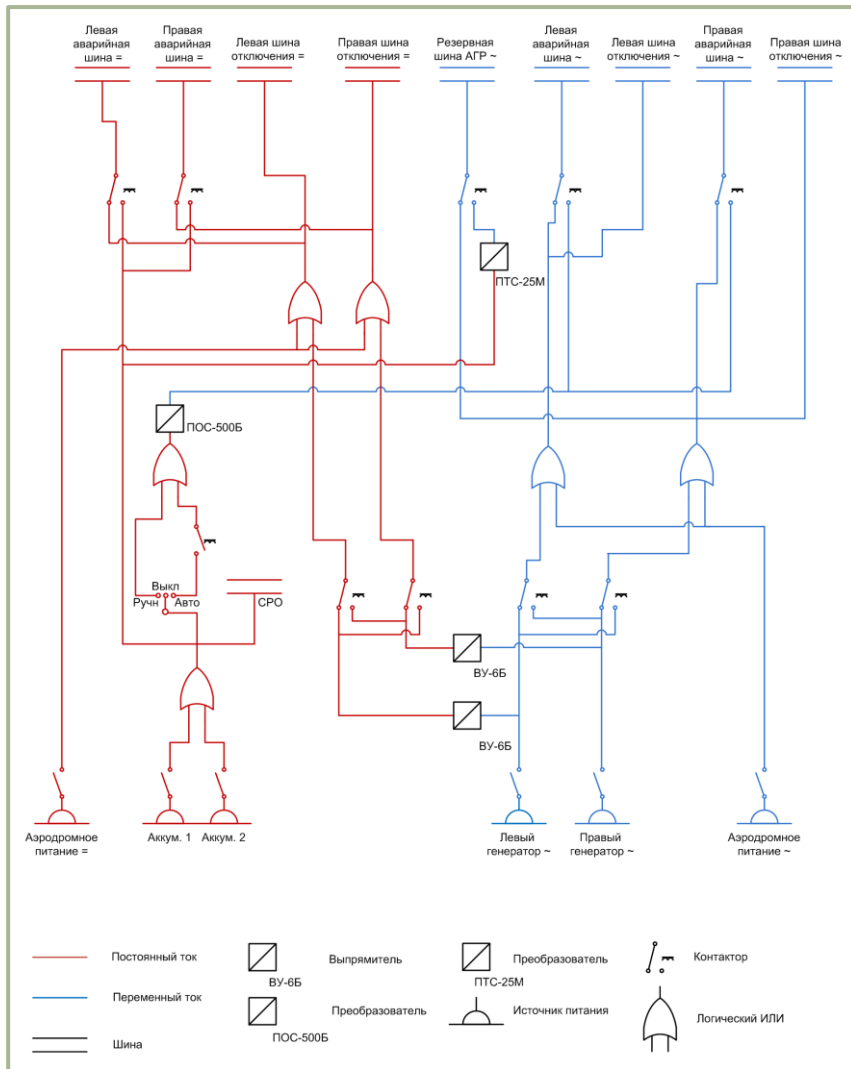 Левая
аварийная
шина =
Правая
аварийная
шина =
Левая шина
отключения =
Правая шина
отключения =
Резервная
шина АГР ~
Левая
аварийная
шина ~
Левая шина
отключения ~
Правая
аварийная
шина ~
Правая шина
отключения ~
ПТС-25М
ПОС-500Б
Выкл
Ручн
Авто
СРО
ВУ-6Б
ВУ-6Б
Аэродромное
питание =
Аккум. 1
Аккум. 2
Левый
генератор ~
Правый
генератор ~
Аэродромное
питание ~
Постоянный ток
ВУ-6Б
Выпрямитель
ПТС-25М
Преобразователь
Контактор
Переменный ток
ПОС-500Б
Преобразователь
Источник питания
Логический ИЛИ
Шина